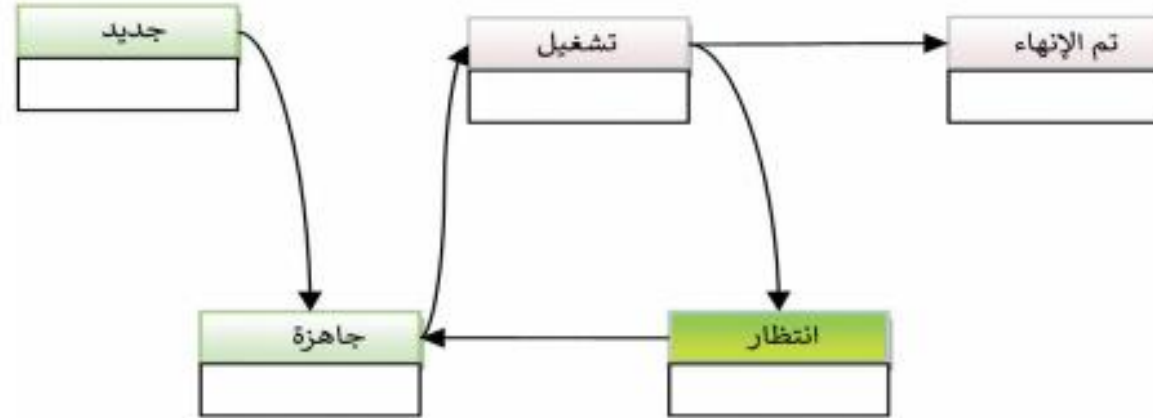 جديد
تشغيل
تم الإنهاء
جاهزة
انتظار